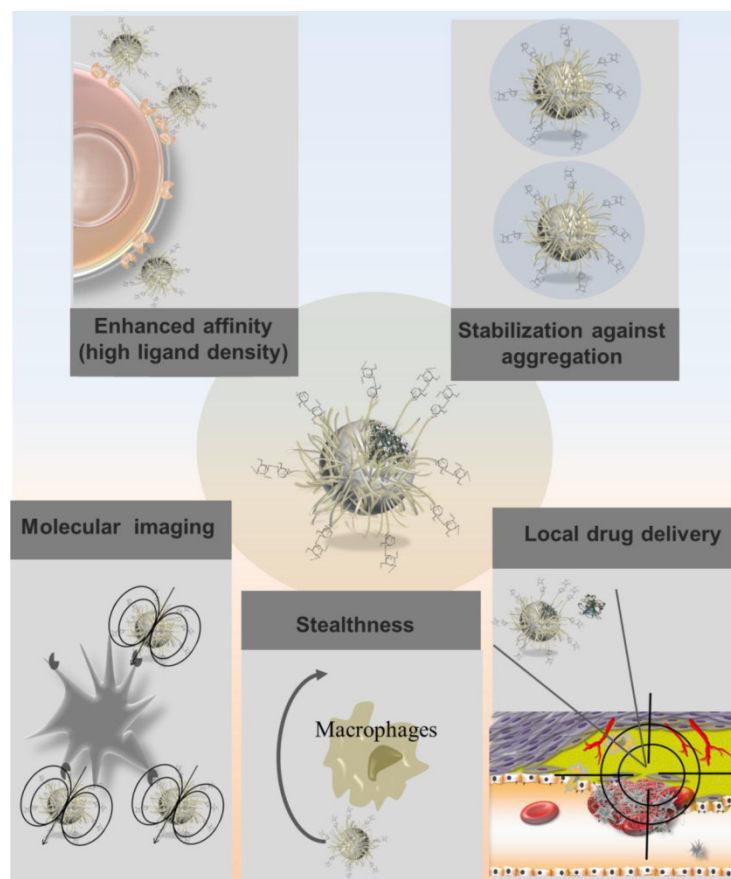 Enhanced affinity
(high ligand density)
Stabilization against
aggregation
Molecular imaging
Local drug delivery
Stealthness
Macrophages